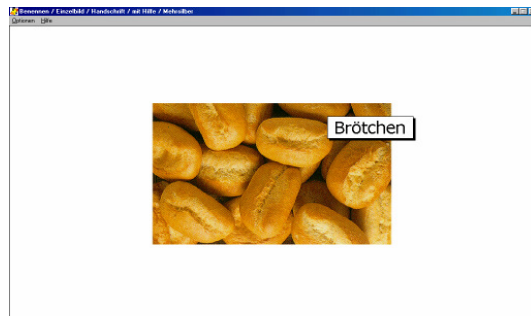 Benennen / Einzelbild / Handschrift / mit Hilfe / Mehrsilber
Optionen Hilfe
Brötchen